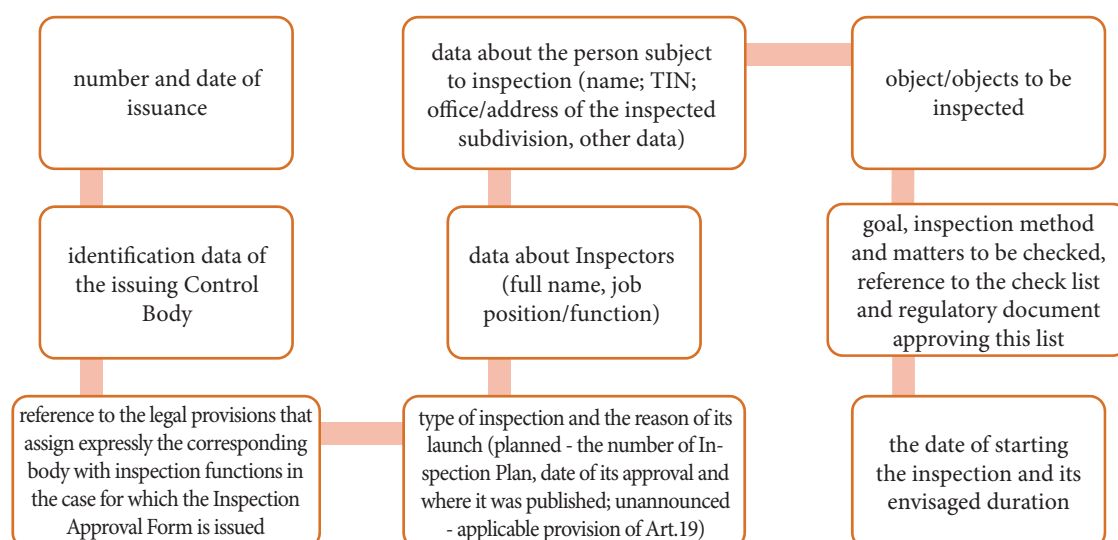 number and date of
issuance
identification data of
the issuing Control
Body
reference to the legal provisions that
assign expressly the corresponding
body with inspection functions in
the case for which the Inspection
Approval Form is issued
type of inspection and the reason of its
launch (planned - the number of In-
spection Plan, date of its approval and
where it was published; unannounced
- applicable provision of Art.19)
data about Inspectors
(full name, job
position/function)
data about the person subject
to inspection (name; TIN;
office/address of the inspected
subdivision, other data)
object/objects to be
inspected
goal, inspection method
and matters to be checked,
reference to the check list
and regulatory document
approving this list
the date of starting
the inspection and its
envisaged duration